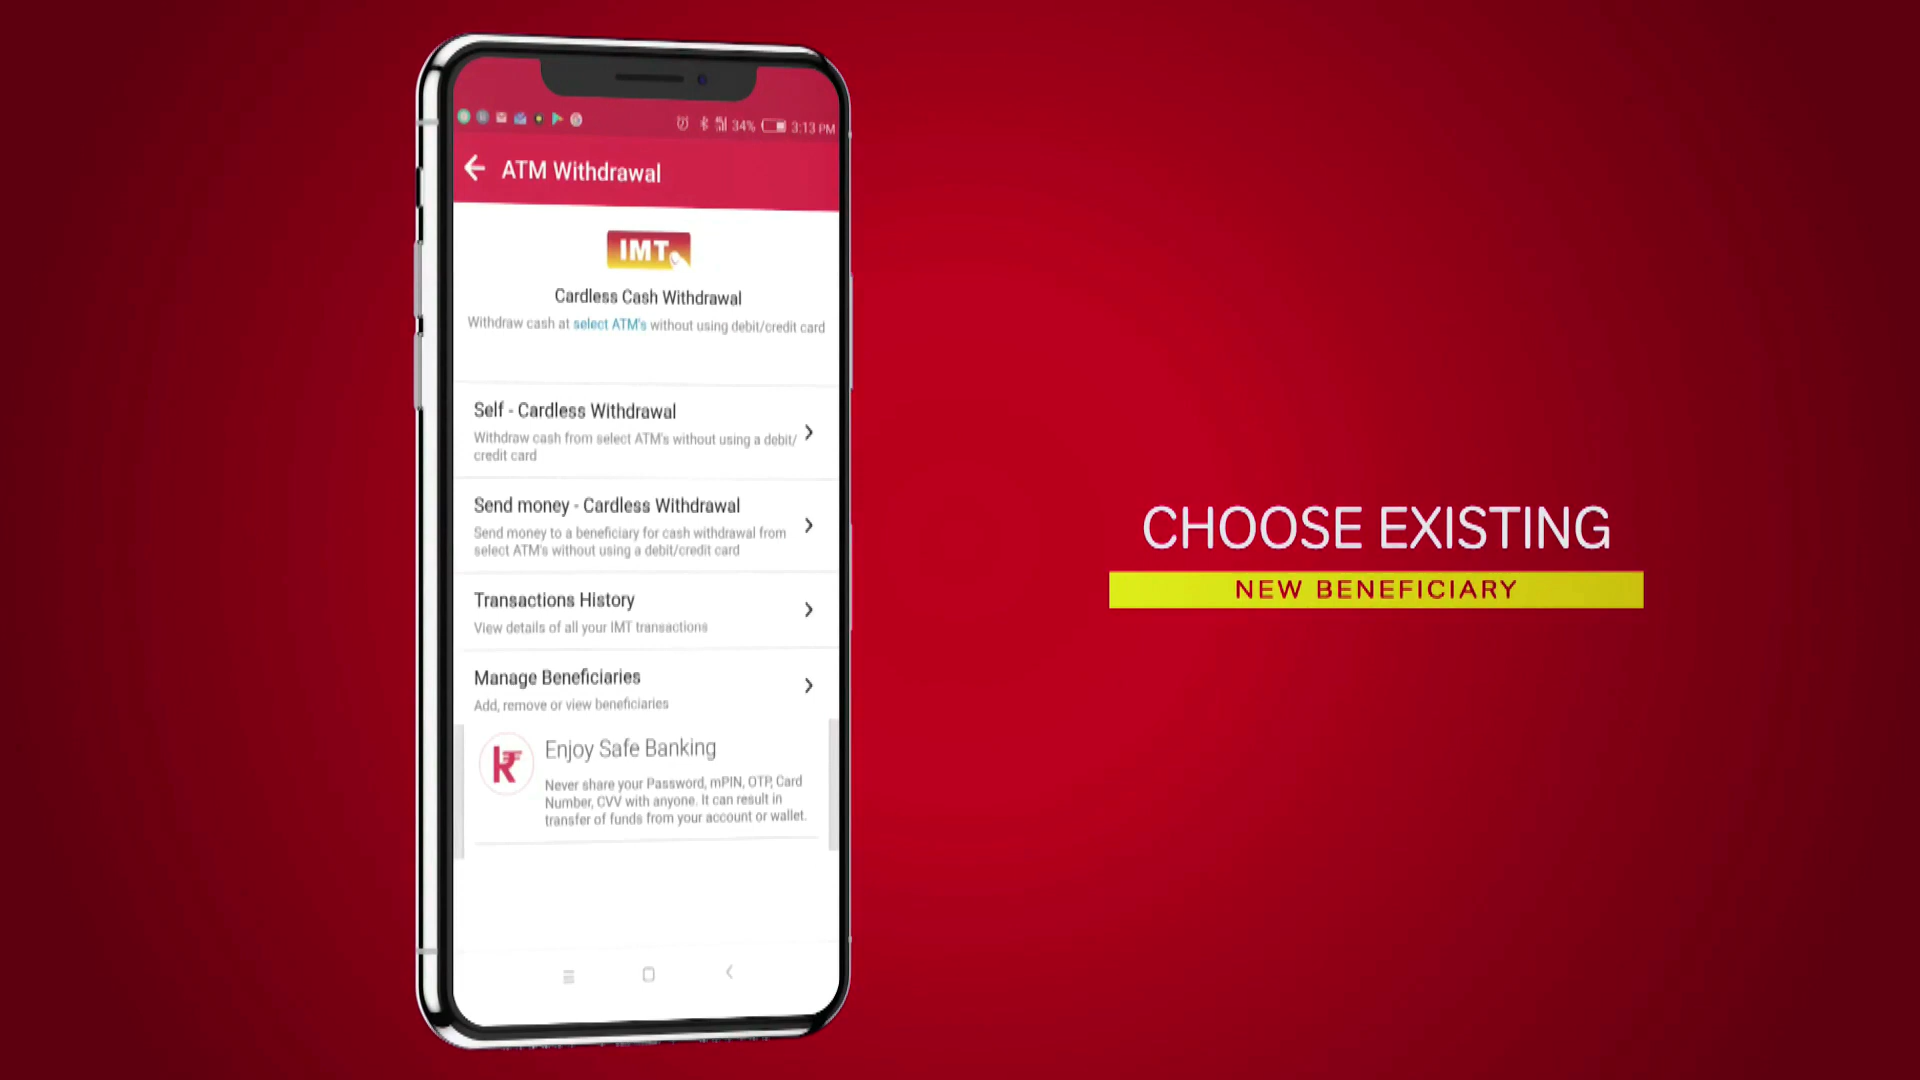 34% 3:13 PM
ATM Withdrawal
IMT
Cardless Cash Withdrawal
Withdraw cash at select ATM's without using debit/credit card
Self - Cardless Withdrawal
Withdraw cash from select ATM's without using a debit/
credit card
Send money - Cardless Withdrawal
Send money to a beneficiary for cash withdrawal from
select ATM's without using a debit/credit card
Transactions History
View details of all your IMT transactions
Manage Beneficiaries
Add, remove or view beneficiaries
Enjoy Safe Banking
Never share your Password, mPIN, OTP, Card
Number, CVV with anyone. It can result in
transfer of funds from your account or wallet.
CHOOSE EXISTING
NEW BENEFICIARY